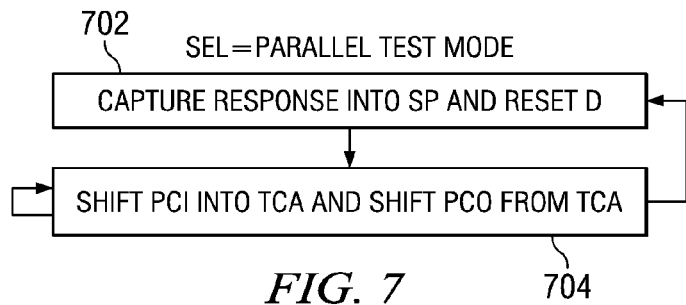 702
SEL=PARALLEL TEST MODE
CAPTURE RESPONSE INTO SP AND RESET D
SHIFT PCI INTO TCA AND SHIFT PCO FROM TCA
704
FIG. 7